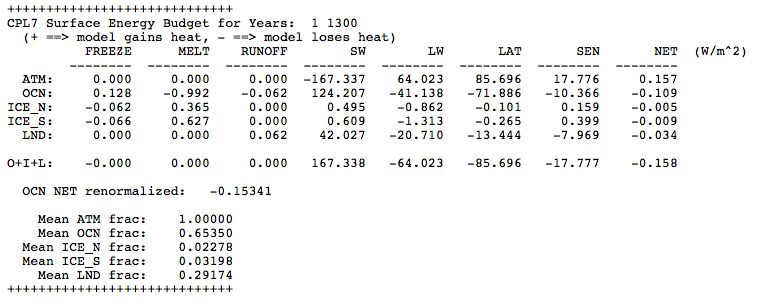 +++++++++++++++++++++++++++++
CPL7 Surface Energy Budget for Years:  1 1300
  (+ ==> model gains heat, - ==> model loses heat)
          FREEZE      MELT    RUNOFF        SW        LW       LAT       SEN       NET  (W/m^2)
        --------  --------  --------  --------  --------  --------  --------  --------
  ATM:     0.000     0.000     0.000  -167.337    64.023    85.696    17.776     0.157
  OCN:     0.128    -0.992    -0.062   124.207   -41.138   -71.886   -10.366    -0.109
ICE_N:    -0.062     0.365     0.000     0.495    -0.862    -0.101     0.159    -0.005
ICE_S:    -0.066     0.627     0.000     0.609    -1.313    -0.265     0.399    -0.009
  LND:     0.000     0.000     0.062    42.027   -20.710   -13.444    -7.969    -0.034
O+I+L:    -0.000     0.000     0.000   167.338   -64.023   -85.696   -17.777    -0.158
  OCN NET renormalized:   -0.15341
    Mean ATM frac:    1.00000
    Mean OCN frac:    0.65350
  Mean ICE_N frac:    0.02278
  Mean ICE_S frac:    0.03198
    Mean LND frac:    0.29174
+++++++++++++++++++++++++++++